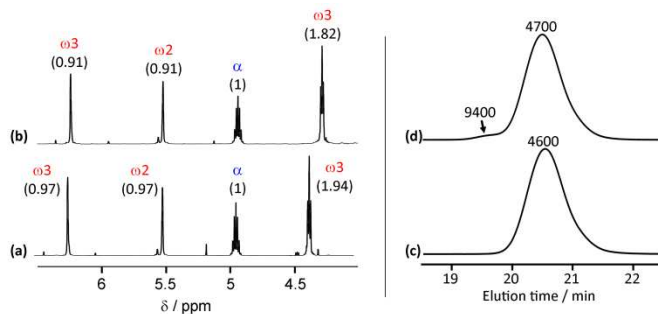 ω3
(0.91)
ω2
(0.91)
α
(1)
ω3
(1.82)
(b)
ω3
(0.97)
ω2
(0.97)
α
(1)
ω3
(1.94)
(a)
6
5.5
5
4.5
δ / ppm
4700
9400
(d)
4600
(c)
19
20
21
22
Elution time / min